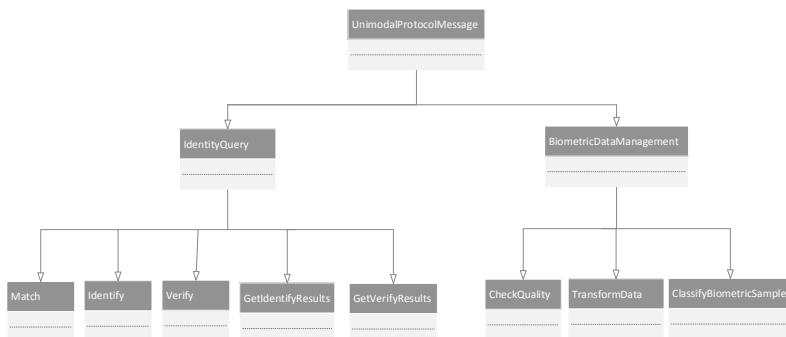 UnimodalProtocolMessage
IdentityQuery
BiometricDataManagement
Match
Identify
Verify
GetIdentifyResults
GetVerifyResults
CheckQuality
TransformData
ClassifyBiometricSample